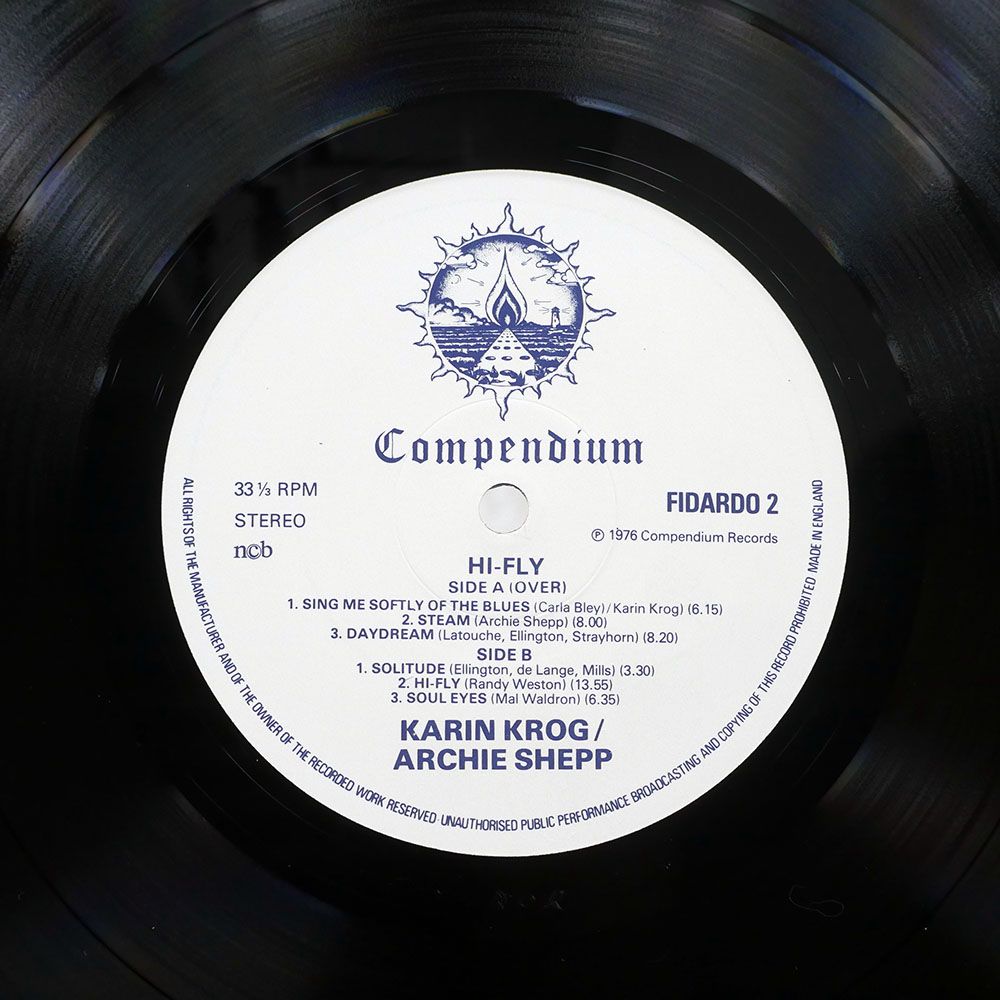 Compendium
33 ⅓ RPM
STEREO
n©b
FIDARDO 2
℗ 1976 Compendium Records
HI-FLY
SIDE A (OVER)
1. SING ME SOFTLY OF THE BLUES (Carla Bley)/Karin Krog) (6.15)
2. STEAM (Archie Shepp) (8.00)
3. DAYDREAM (Latouche, Ellington, Strayhorn) (8.20)
SIDE B
1. SOLITUDE (Ellington, de Lange, Mills) (3.30)
2. HI-FLY (Randy Weston) (13.55)
3. SOUL EYES (Mal Waldron) (6.35)
KARIN KROG /
ARCHIE SHEPP
ALL RIGHTS OF THE MANUFACTURER AND OF THE OWNER OF THE RECORDED WORK RESERVED · UNAUTHORISED PUBLIC PERFORMANCE BROADCASTING AND COPYING OF THIS RECORD PROHIBITED MADE IN ENGLAND